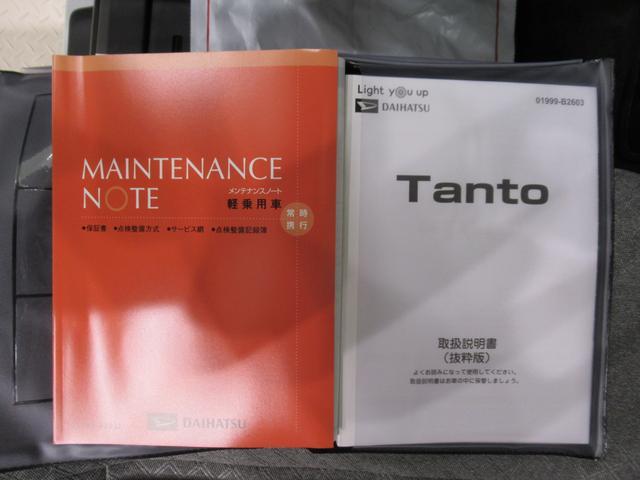 MAINTENANCE
NOTE
メンテナンスノート
軽乗用車
常時
携行
●保証書 ●点検整備方式 ●サービス網 ●点検整備記録簿
DAIHATSU
Light you up
DAIHATSU
01999-B2603
Tanto
取扱説明書
（抜粋版）
よくお読みになって使用してください。
取扱説明書はお車の中に保管しましょう。